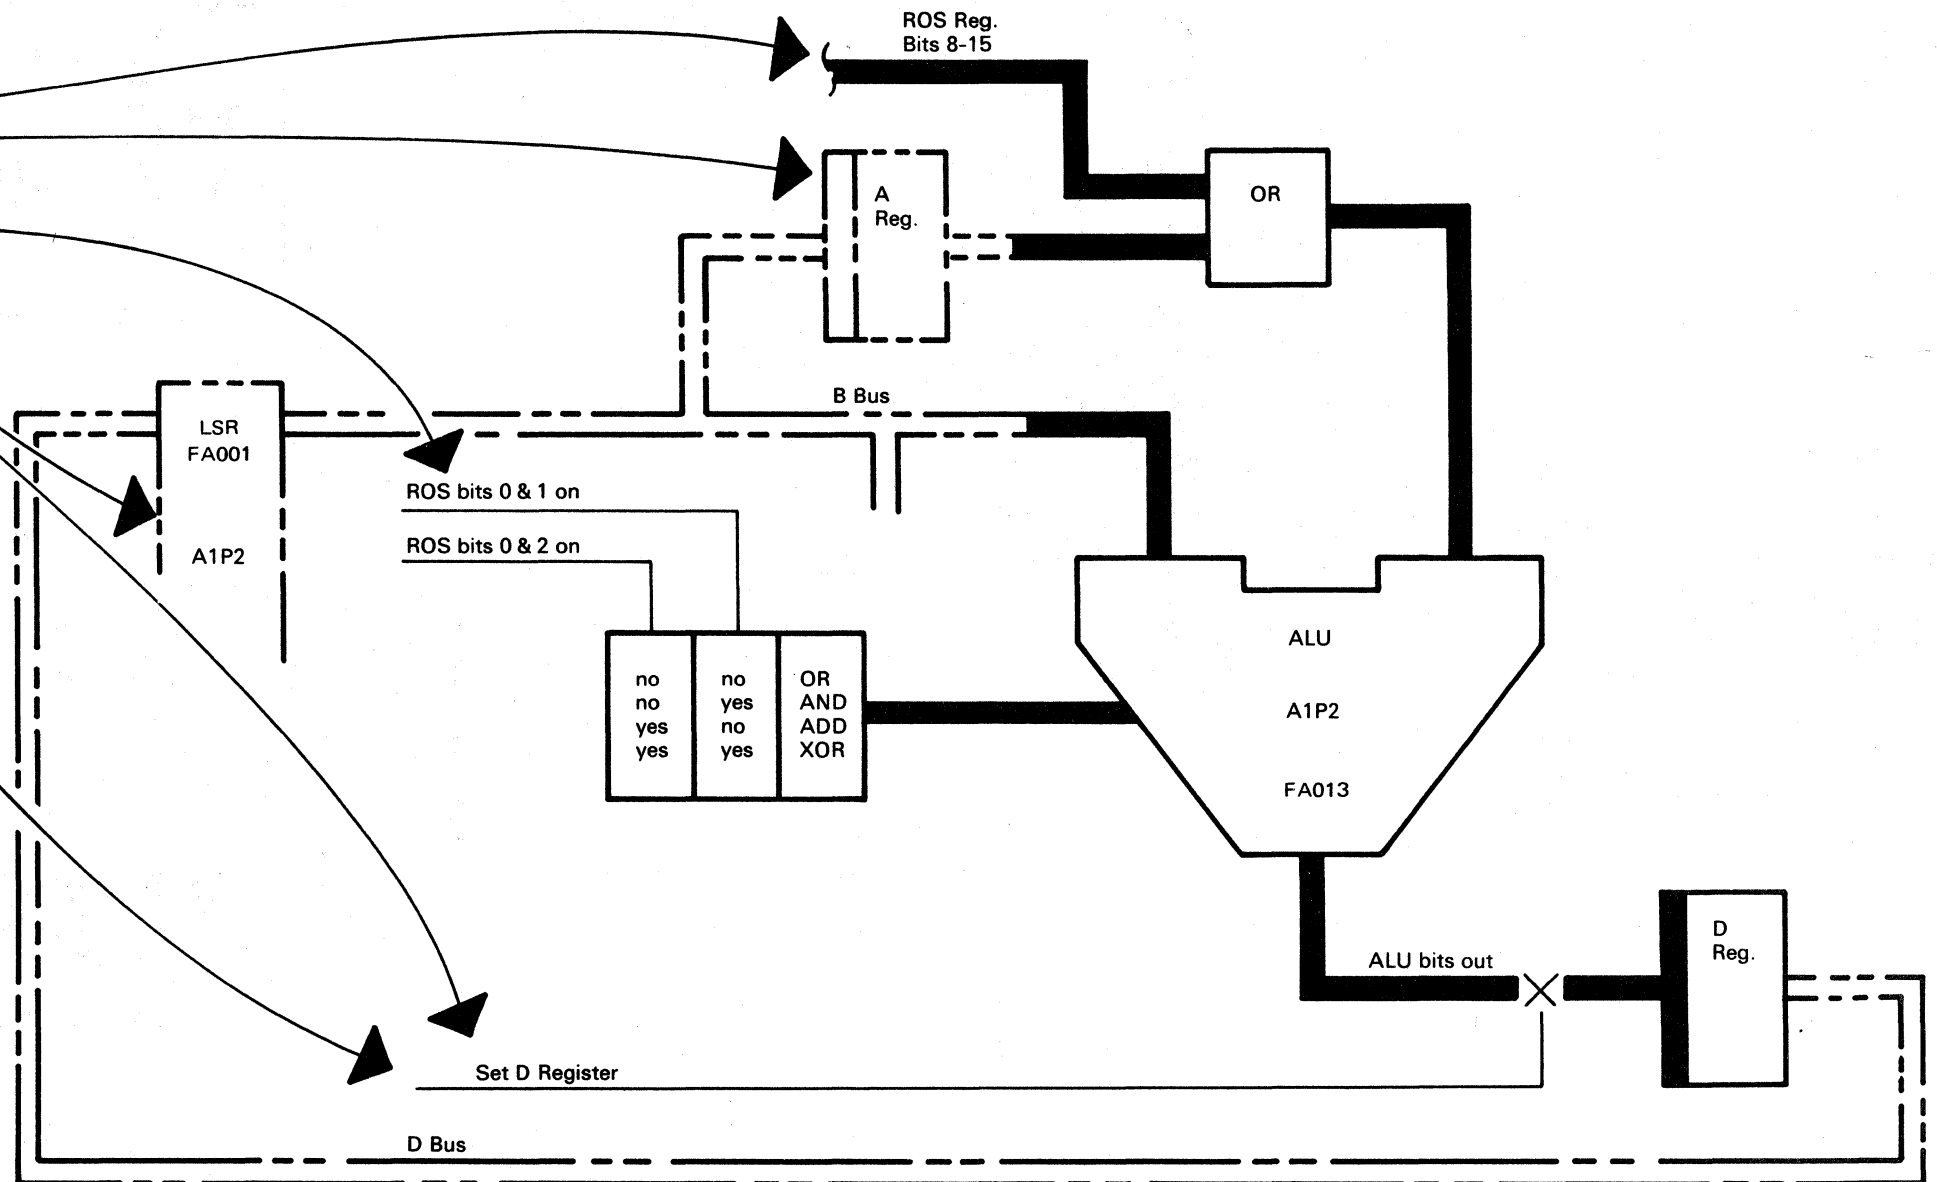 ROS Reg.
Bits 8-15
A
Reg.
OR
B Bus
LSR
FA001
A1P2
ROS bits 0 & 1 on
ROS bits 0 & 2 on
no no OR
no yes AND
yes no ADD
yes yes XOR
ALU
A1P2
FA013
ALU bits out
D
Reg.
Set D Register
D Bus